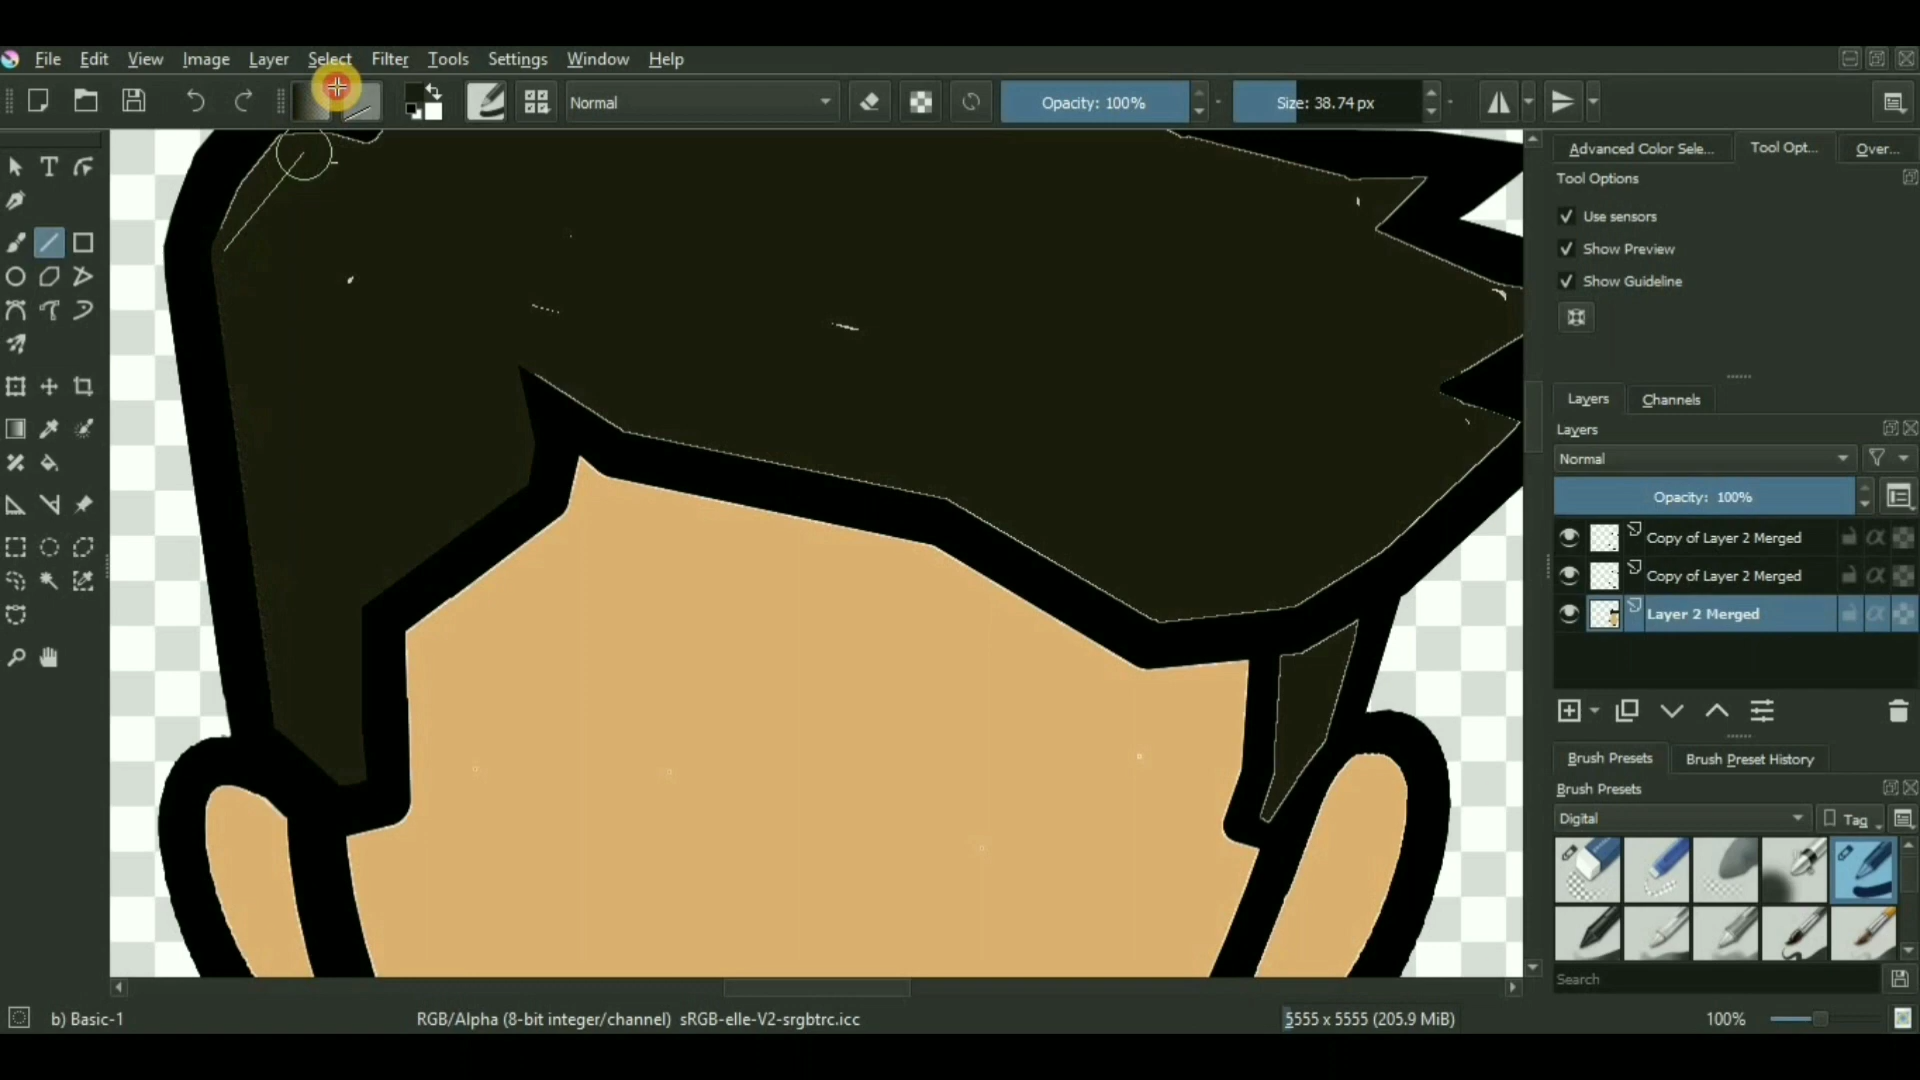 File Edit View Image Layer Select Filter Tools Settings Window Help
Normal
Opacity: 100%
Size: 38.74 px
Advanced Color Sele...
Tool Opt...
Over...
Tool Options
Use sensors
Show Preview
Show Guideline
Layers
Channels
Layers
Normal
Opacity: 100%
Copy of Layer 2 Merged
Copy of Layer 2 Merged
Layer 2 Merged
Brush Presets
Brush Preset History
Brush Presets
Digital
Tag
Search
b) Basic-1
RGB/Alpha (8-bit integer/channel) sRGB-elle-V2-srgbtrc.icc
5555 x 5555 (205.9 MiB)
100%